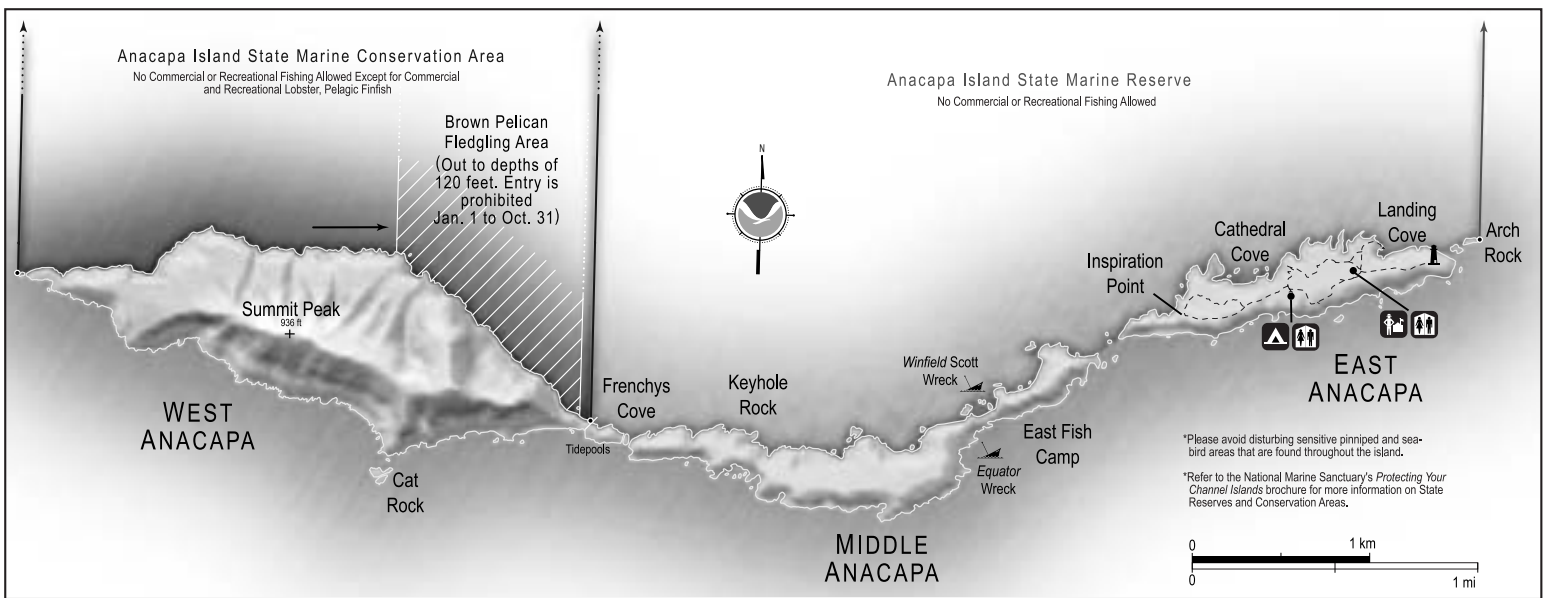 Anacapa Island State Marine Conservation Area
No Commercial or Recreational Fishing Allowed Except for Commercial
and Recreational Lobster, Pelagic Finfish
Anacapa Island State Marine Reserve
No Commercial or Recreational Fishing Allowed
Brown Pelican
Fledgling Area
(Out to depths of
120 feet. Entry is
prohibited
Jan. 1 to Oct. 31)
N
Landing
Cove
Cathedral
Cove
Arch
Rock
Inspiration
Point
Summit Peak
936 ft
Winfield Scott
Wreck
EAST
ANACAPA
Frenchys
Cove
Keyhole
Rock
WEST
ANACAPA
East Fish
Camp
Tidepools
Equator
Wreck
Cat
Rock
MIDDLE
ANACAPA
*Please avoid disturbing sensitive pinniped and sea-
bird areas that are found throughout the island.
*Refer to the National Marine Sanctuary's Protecting Your
Channel Islands brochure for more information on State
Reserves and Conservation Areas.
0 1 km
0 1 mi